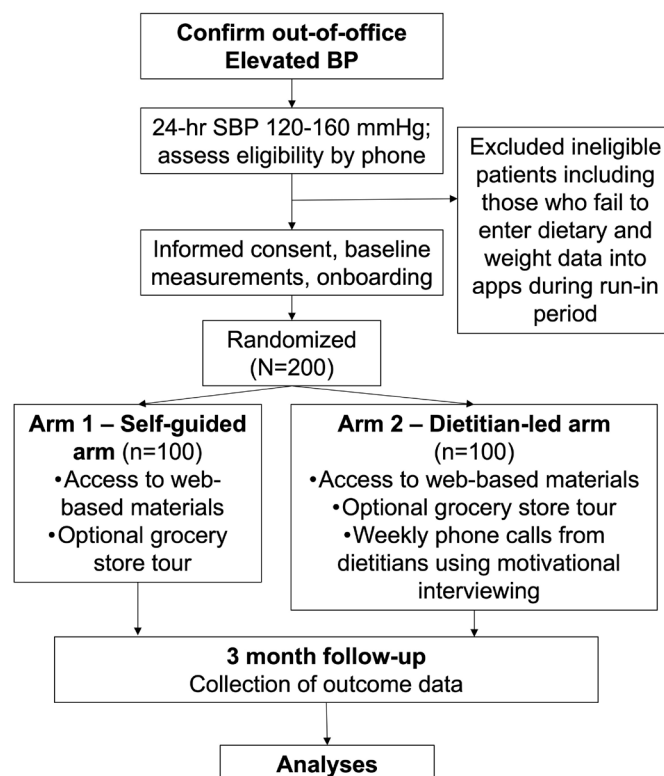 Confirm out-of-office
Elevated BP
24-hr SBP 120-160 mmHg;
assess eligibility by phone
Excluded ineligible
patients including
those who fail to
enter dietary and
weight data into
apps during run-in
period
Informed consent, baseline
measurements, onboarding
Randomized
(N=200)
Arm 1 – Self-guided
arm (n=100)
•Access to web-
based materials
•Optional grocery
store tour
Arm 2 – Dietitian-led arm
(n=100)
•Access to web-based materials
•Optional grocery store tour
•Weekly phone calls from
dietitians using motivational
interviewing
3 month follow-up
Collection of outcome data
Analyses